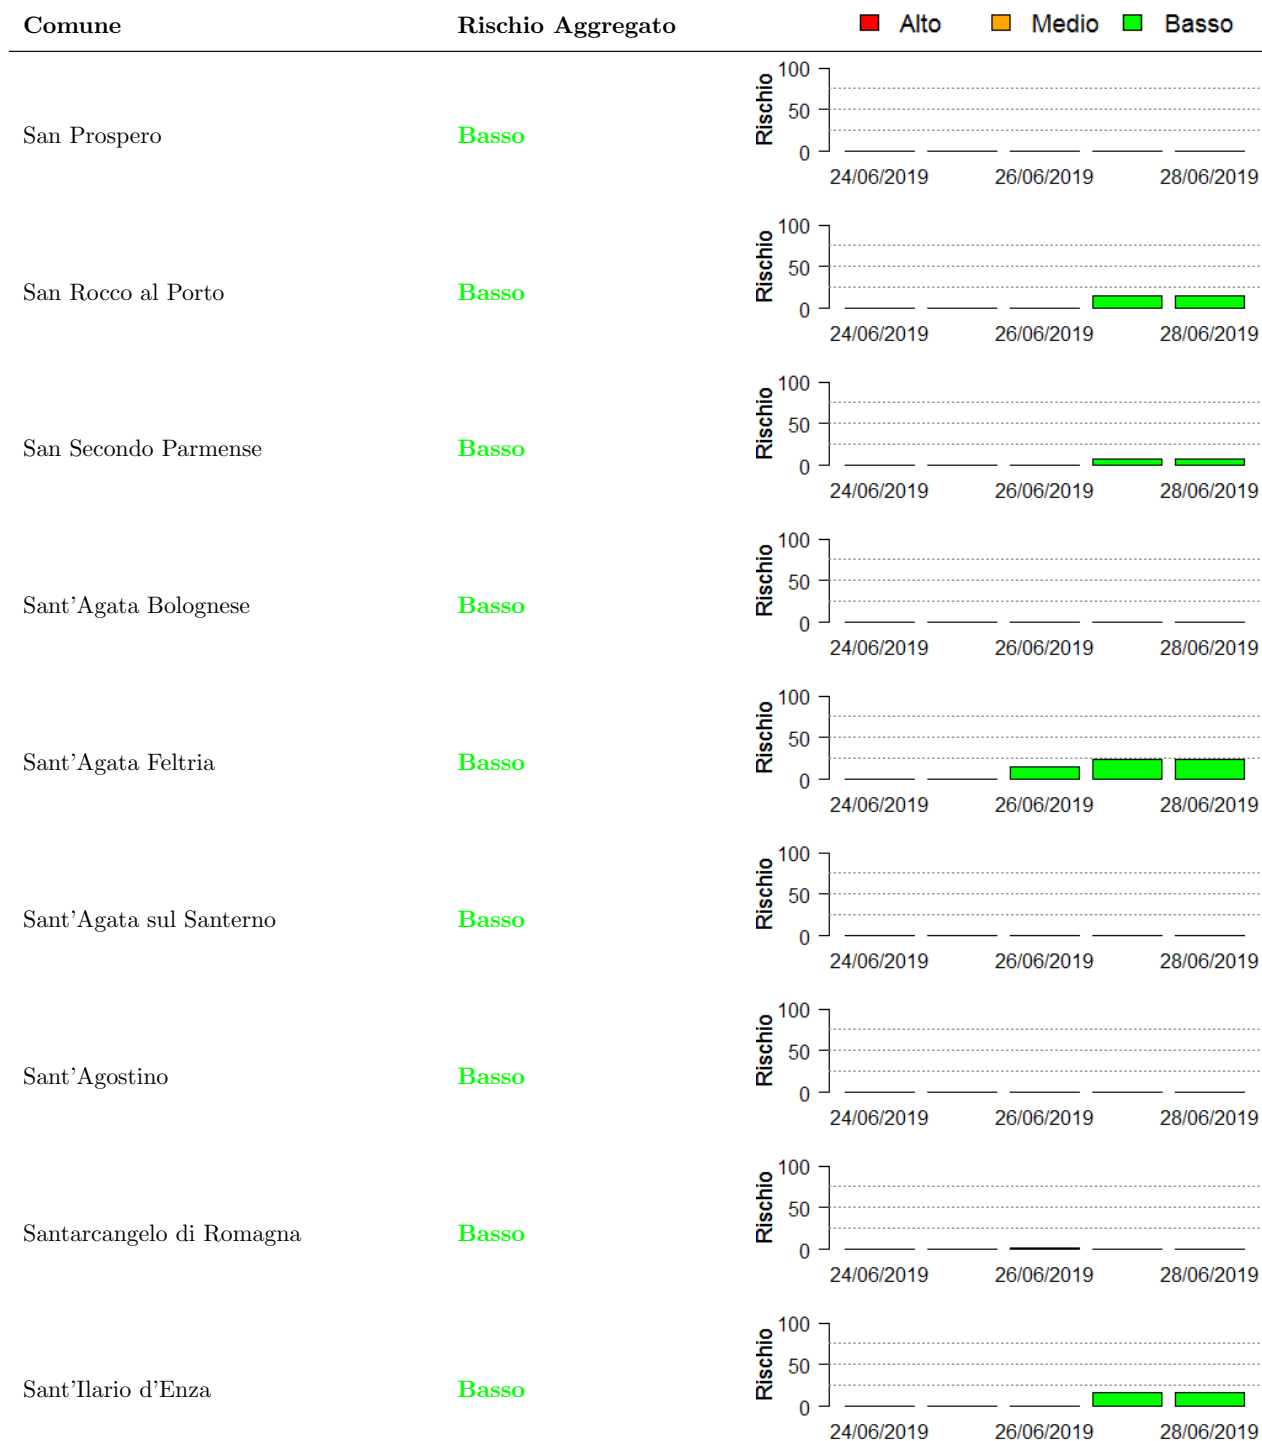 Comune Rischio Aggregato Alto Medio Basso
San Prospero Basso
Rischio
100
50
0
24/06/2019 26/06/2019 28/06/2019
San Rocco al Porto Basso
Rischio
100
50
0
24/06/2019 26/06/2019 28/06/2019
San Secondo Parmense Basso
Rischio
100
50
0
24/06/2019 26/06/2019 28/06/2019
Sant'Agata Bolognese Basso
Rischio
100
50
0
24/06/2019 26/06/2019 28/06/2019
Sant'Agata Feltria Basso
Rischio
100
50
0
24/06/2019 26/06/2019 28/06/2019
Sant'Agata sul Santerno Basso
Rischio
100
50
0
24/06/2019 26/06/2019 28/06/2019
Sant'Agostino Basso
Rischio
100
50
0
24/06/2019 26/06/2019 28/06/2019
Santarcangelo di Romagna Basso
Rischio
100
50
0
24/06/2019 26/06/2019 28/06/2019
Sant'Ilario d'Enza Basso
Rischio
100
50
0
24/06/2019 26/06/2019 28/06/2019